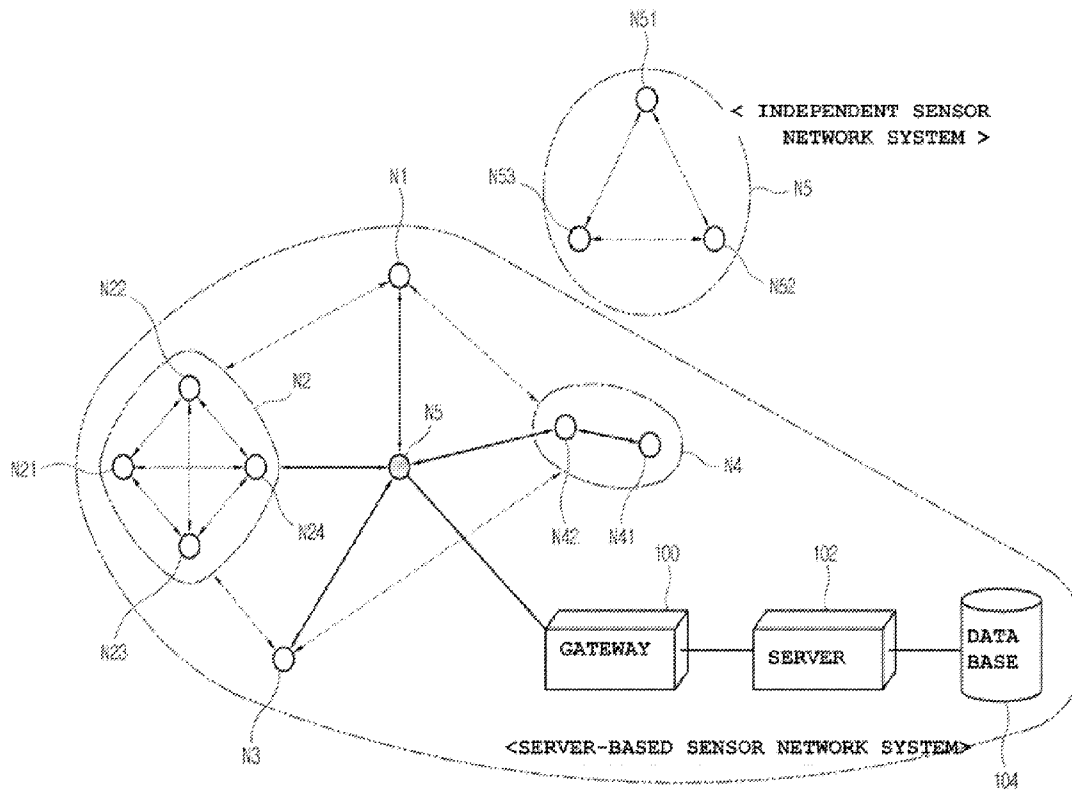 N51
< INDEPENDENT SENSOR
NETWORK SYSTEM >
N53
N5
N52
N1
N22
N2
N5
N21
N24
N4
N42
N41
N23
N3
100
102
GATEWAY
SERVER
DATA
BASE
104
<SERVER-BASED SENSOR NETWORK SYSTEM>